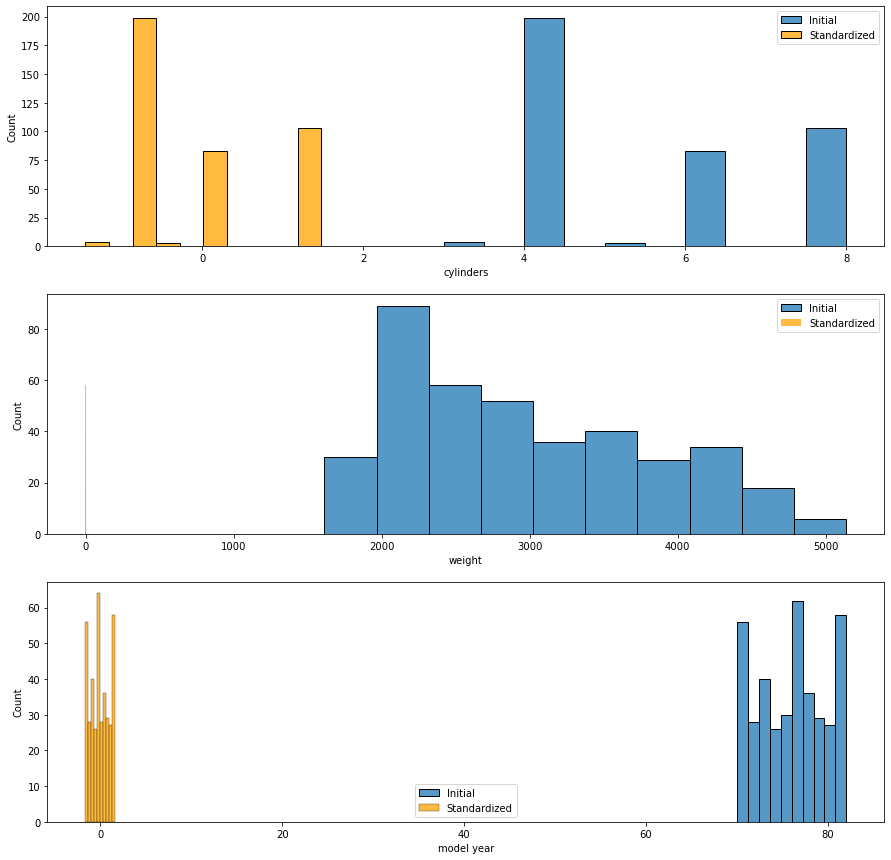 200
175
150
125
100
75
50
25
0
Count
Initial
Standardized
0 2 4 6 8
cylinders
80
60
40
20
0
Count
Initial
Standardized
0 1000 2000 3000 4000 5000
weight
60
50
40
30
20
10
0
Count
Initial
Standardized
0 20 40 60 80
model year